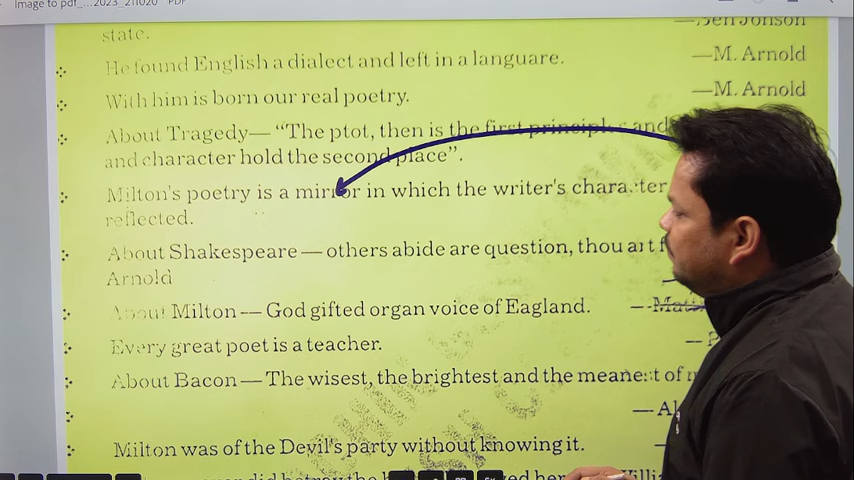 Image to pdf_...2023_211020 PDF
—Ben Jonson
state.
He found English a dialect and left in a languare.
—M. Arnold
With him is born our real poetry.
—M. Arnold
About Tragedy— “The ptot, then is the first principle and
and character hold the second place”.
Milton's poetry is a mirror in which the writer's character
reflected.
About Shakespeare — others abide are question, thou art
Arnold
About Milton — God gifted organ voice of Eagland.
Every great poet is a teacher.
About Bacon — The wisest, the brightest and the meanest of
Milton was of the Devil's party without knowing it.